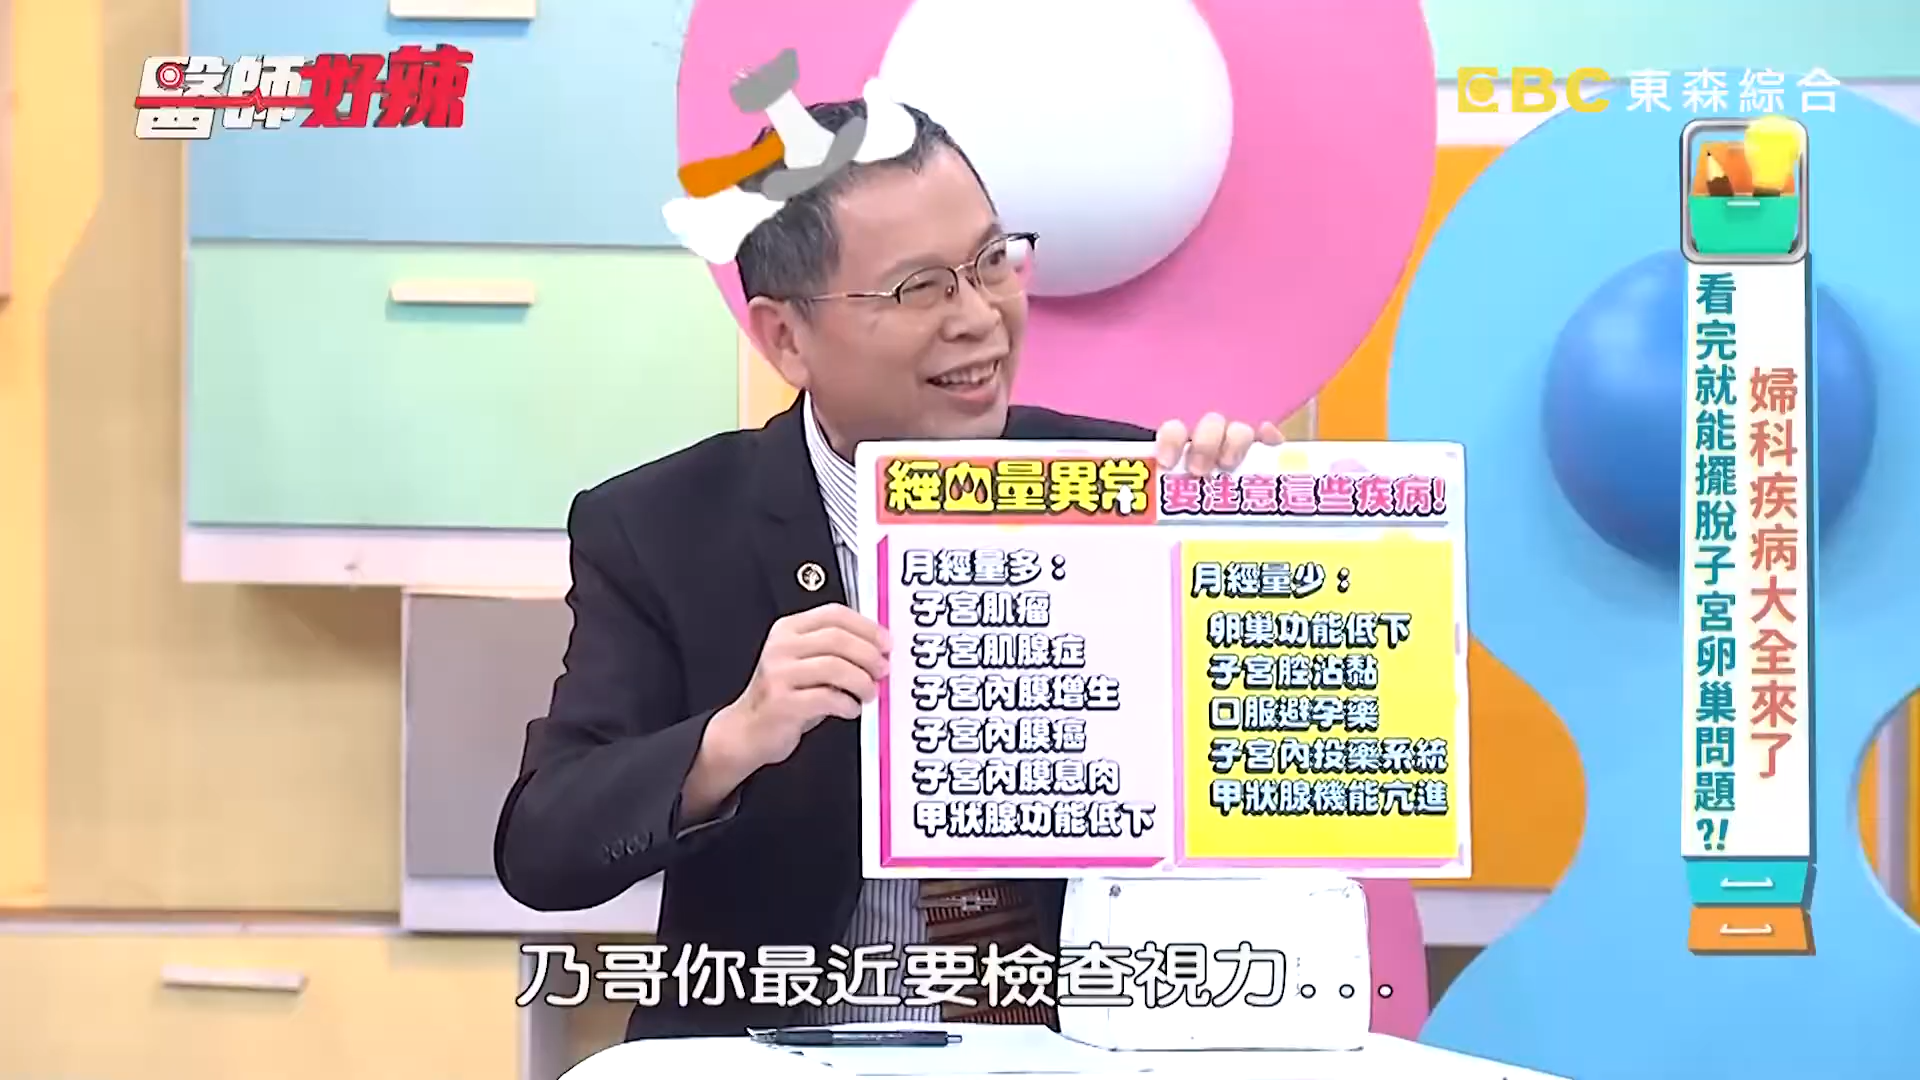 醫師好辣
EBC 東森綜合
婦科疾病大全來了
看完就能擺脫子宮卵巢問題?!
經血量異常 要注意這些疾病!
月經量多：
子宮肌瘤
子宮肌腺症
子宮內膜增生
子宮內膜癌
子宮內膜息肉
甲狀腺功能低下
月經量少：
卵巢功能低下
子宮腔沾黏
口服避孕藥
子宮內投藥系統
甲狀腺機能亢進
乃哥你最近要檢查視力...